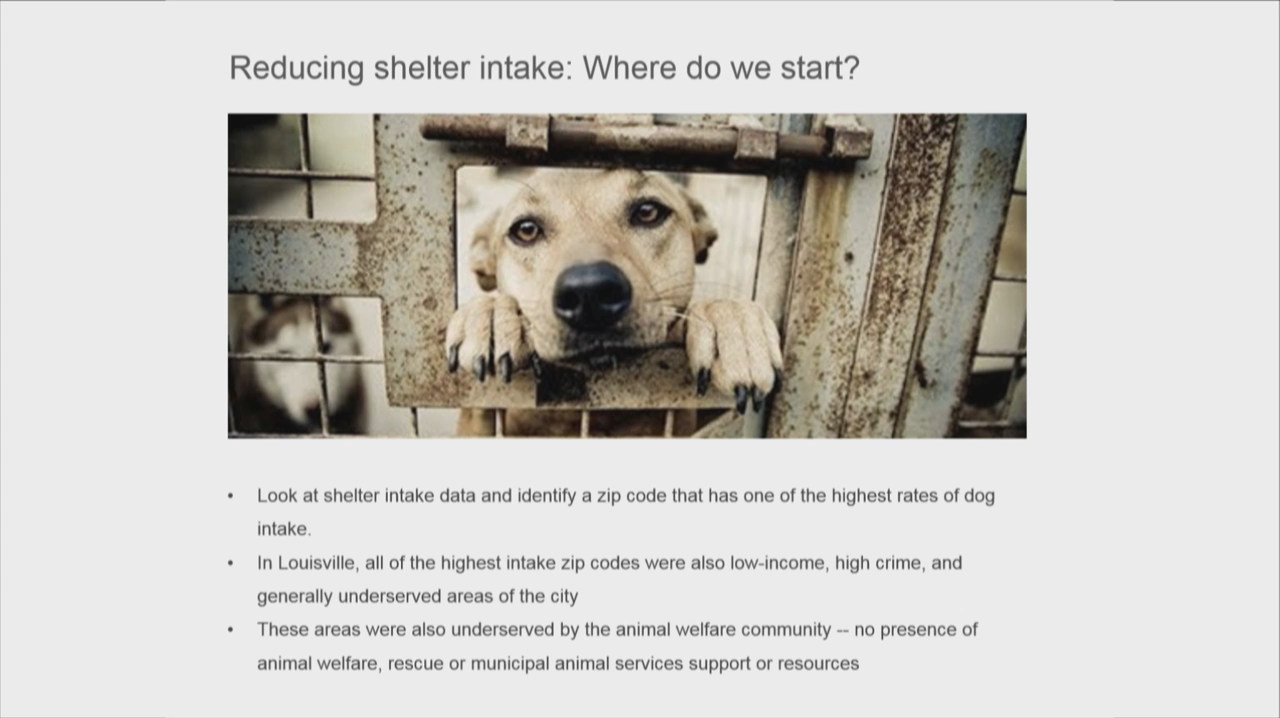 Reducing shelter intake: Where do we start?
• Look at shelter intake data and identify a zip code that has one of the highest rates of dog
intake.
• In Louisville, all of the highest intake zip codes were also low-income, high crime, and
generally underserved areas of the city
• These areas were also underserved by the animal welfare community -- no presence of
animal welfare, rescue or municipal animal services support or resources